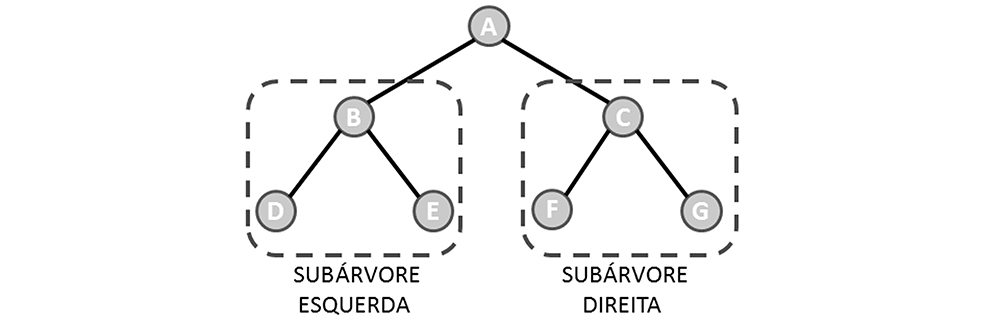 A
B
C
D
E
F
G
SUBÁRVORE
ESQUERDA
SUBÁRVORE
DIREITA